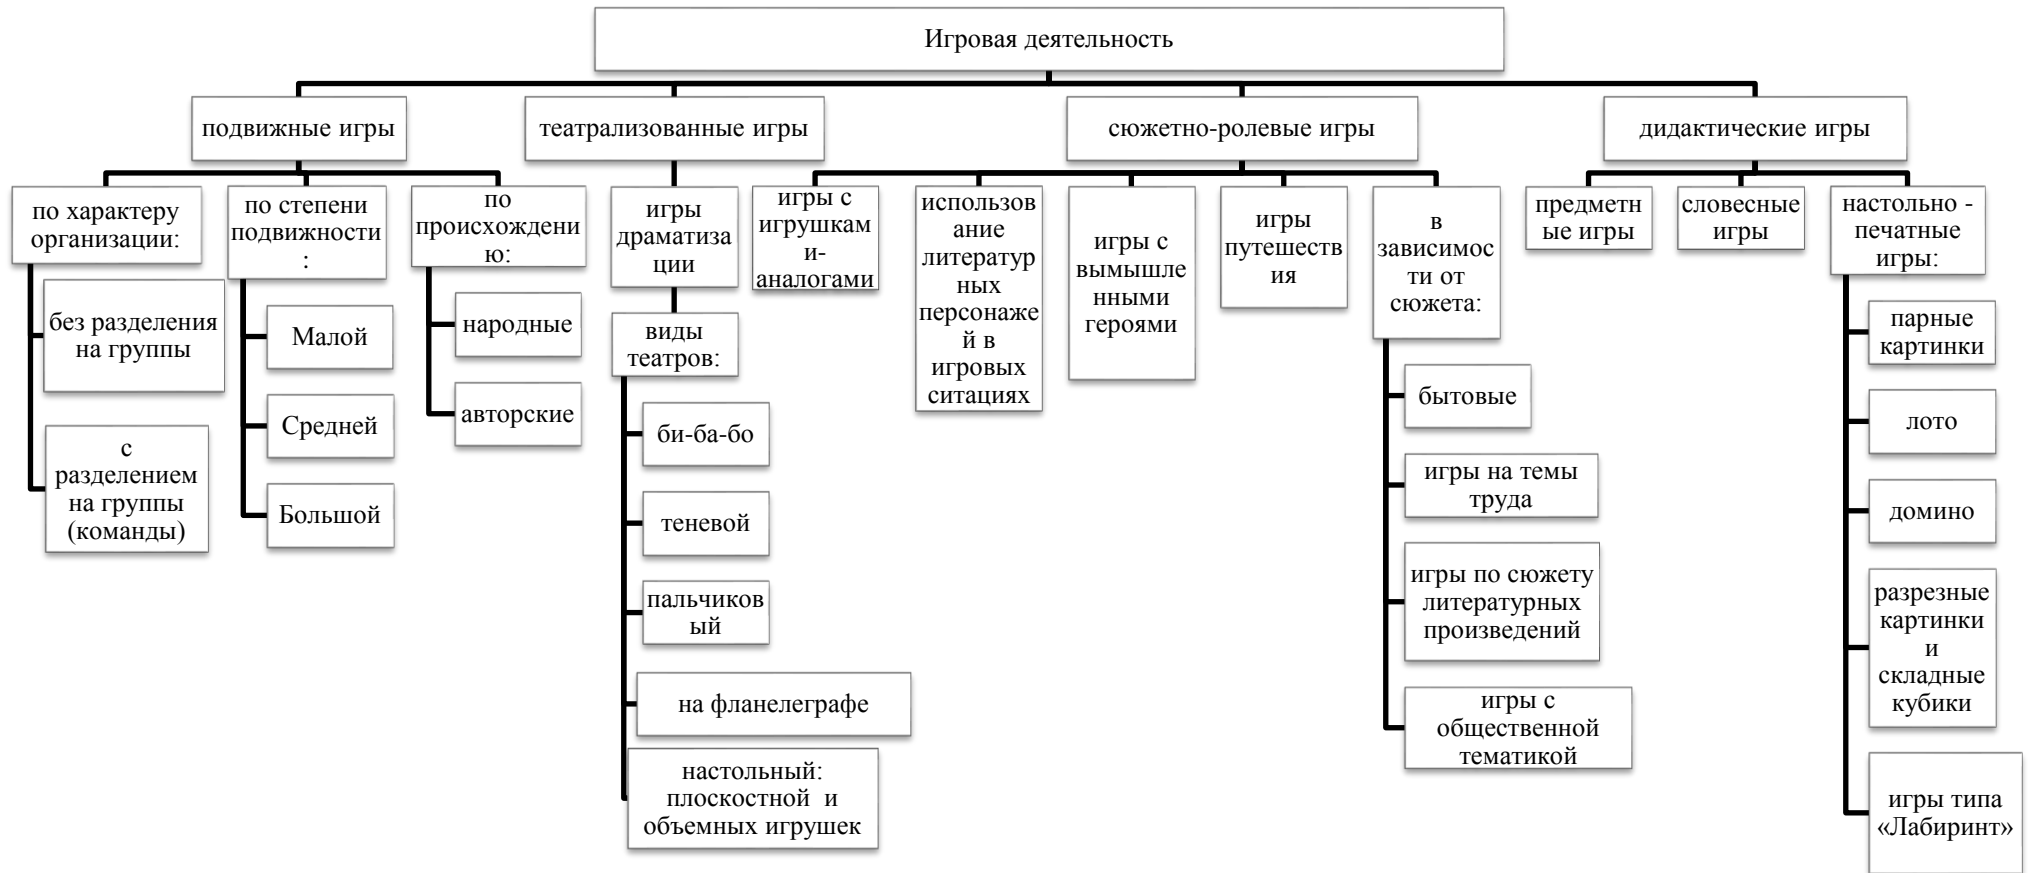 Игровая деятельность
подвижные игры
театрализованные игры
сюжетно-ролевые игры
дидактические игры
по характеру
организации:
без разделения
на группы
с
разделением
на группы
(команды)
по степени
подвижности
:
Малой
Средней
Большой
по
происхождени
ю:
народные
авторские
игры
драматиза
ции
виды
театров:
би-ба-бо
теневой
пальчиков
ый
на фланелеграфе
настольный:
плоскостной и
объемных игрушек
игры с
игрушкам
и-
аналогами
использов
ание
литератур
ных
персонаже
й в
игровых
ситациях
игры с
вымышле
нными
героями
игры
путешеств
ия
в
зависимос
ти от
сюжета:
бытовые
игры на темы
труда
игры по сюжету
литературных
произведений
игры с
общественной
тематикой
предметн
ые игры
словесные
игры
настольно -
печатные
игры:
парные
картинки
лото
домино
разрезные
картинки
и
складные
кубики
игры типа
«Лабиринт»